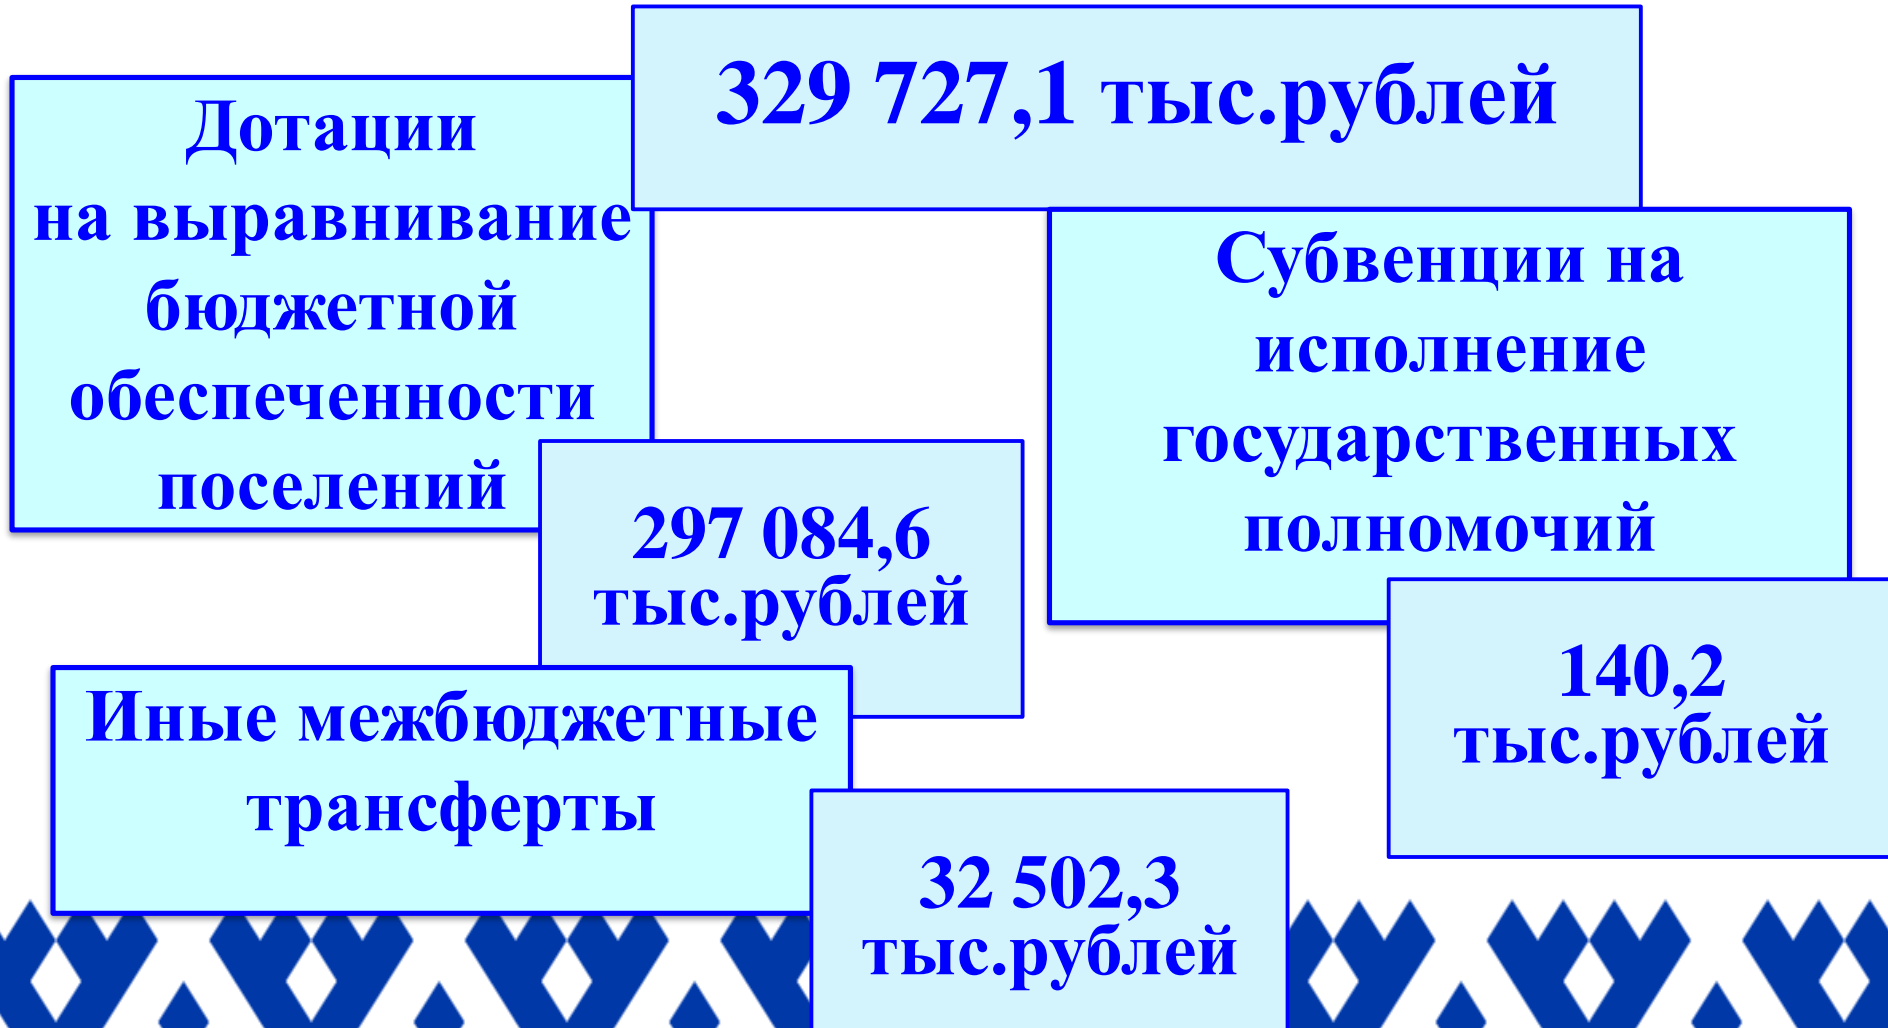 329 727,1 тыс.рублей
Дотации
на выравнивание
бюджетной
обеспеченности
поселений
297 084,6
тыс.рублей
Субвенции на
исполнение
государственных
полномочий
140,2
тыс.рублей
Иные межбюджетные
трансферты
32 502,3
тыс.рублей